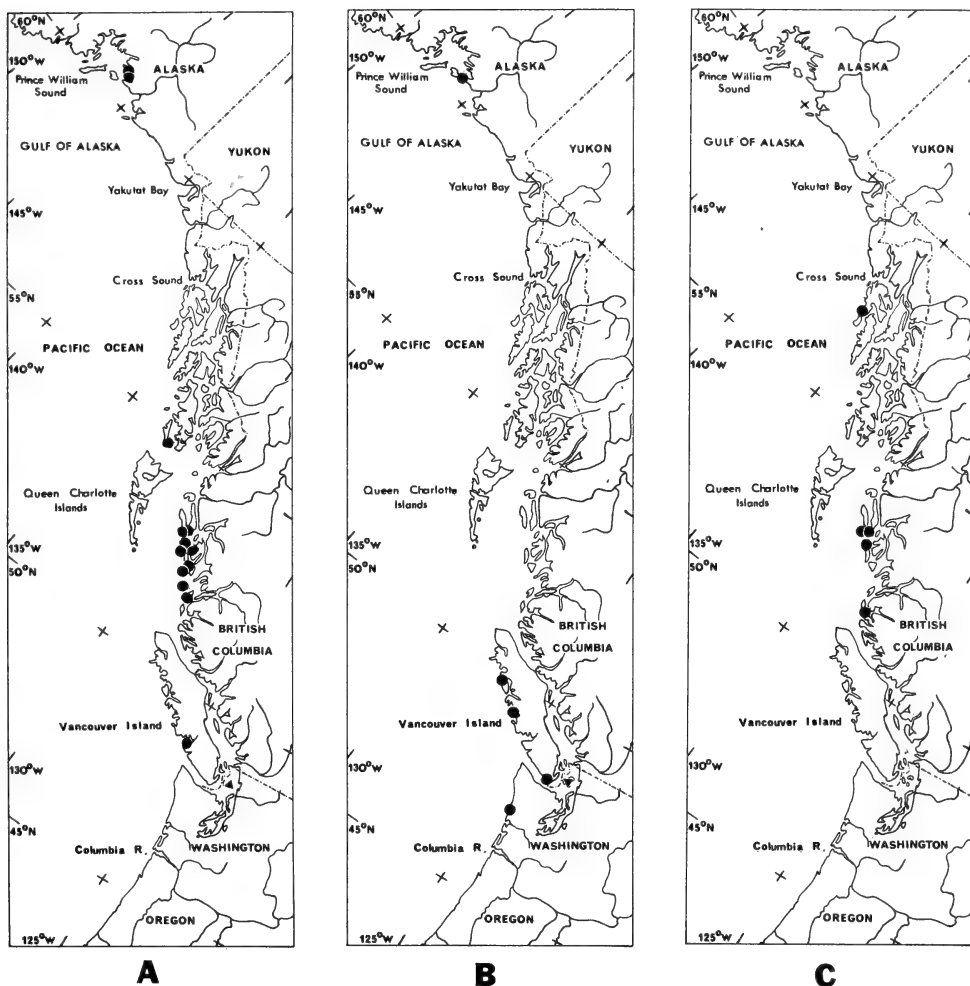 60°N
150°W
ALASKA
Prince William
Sound
GULF OF ALASKA
YUKON
Yakutat Bay
145°W
Cross Sound
55°N
PACIFIC OCEAN
140°W
Queen Charlotte
Islands
135°W
50°N
BRITISH
COLUMBIA
Vancouver Island
130°W
45°N
Columbia R.
WASHINGTON
OREGON
125°W
A
60°N
150°W
ALASKA
Prince William
Sound
GULF OF ALASKA
YUKON
Yakutat Bay
145°W
Cross Sound
55°N
PACIFIC OCEAN
140°W
Queen Charlotte
Islands
135°W
50°N
BRITISH
COLUMBIA
Vancouver Island
130°W
45°N
Columbia R.
WASHINGTON
OREGON
125°W
B
60°N
150°W
ALASKA
Prince William
Sound
GULF OF ALASKA
YUKON
Yakutat Bay
145°W
Cross Sound
55°N
PACIFIC OCEAN
140°W
Queen Charlotte
Islands
135°W
50°N
BRITISH
COLUMBIA
Vancouver Island
130°W
45°N
Columbia R.
WASHINGTON
OREGON
125°W
C